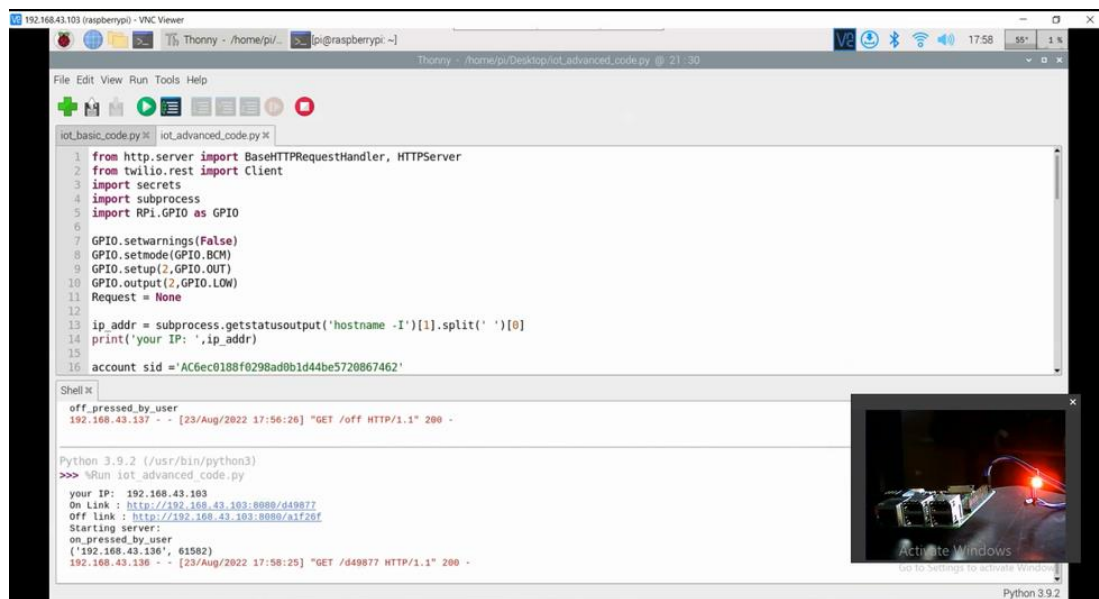 192.168.43.103 (raspberrypi) - VNC Viewer
Thonny - /home/pi/... [pi@raspberrypi: ~] 17:58 55° 1 %
Thonny - /home/pi/Desktop/iot_advanced_code.py @ 21 : 30
File Edit View Run Tools Help
iot_basic_code.py iot_advanced_code.py
1 from http.server import BaseHTTPRequestHandler, HTTPServer
2 from twilio.rest import Client
3 import secrets
4 import subprocess
5 import RPi.GPIO as GPIO
6
7 GPIO.setwarnings(False)
8 GPIO.setmode(GPIO.BCM)
9 GPIO.setup(2,GPIO.OUT)
10 GPIO.output(2,GPIO.LOW)
11 Request = None
12
13 ip_addr = subprocess.getstatusoutput('hostname -I')[1].split(' ')[0]
14 print('your IP: ',ip_addr)
15
16 account sid ='AC6ec0188f0298ad0b1d44be5720867462'
Shell
off_pressed_by_user
192.168.43.137 - - [23/Aug/2022 17:56:26] "GET /off HTTP/1.1" 200 -
Python 3.9.2 (/usr/bin/python3)
>>> %Run iot_advanced_code.py
your IP:  192.168.43.103
On Link : http://192.168.43.103:8080/d49877
Off link : http://192.168.43.103:8080/a1f26f
Starting server:
on_pressed_by_user
('192.168.43.136', 61582)
192.168.43.136 - - [23/Aug/2022 17:58:25] "GET /d49877 HTTP/1.1" 200 -
Activate Windows
Go to Settings to activate Windows
Python 3.9.2